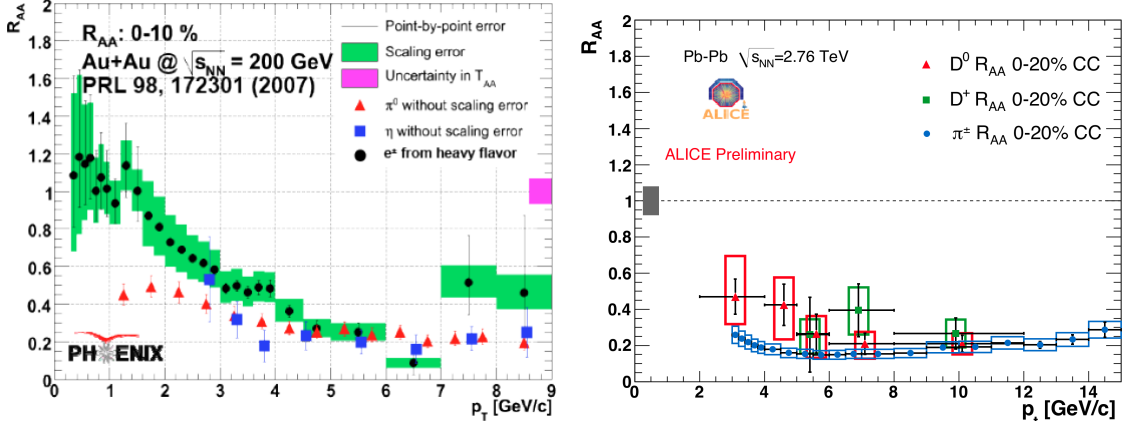 R_AA
2
1.8
1.6
1.4
1.2
1
0.8
0.6
0.4
0.2
0
R_AA: 0-10 %
Au+Au @ √s_NN = 200 GeV
PRL 98, 172301 (2007)
Point-by-point error
Scaling error
Uncertainty in T_AA
π⁰ without scaling error
η without scaling error
e± from heavy flavor
PHENIX
0 1 2 3 4 5 6 7 8 9
p_T [GeV/c]
R_AA
2
1.8
1.6
1.4
1.2
1
0.8
0.6
0.4
0.2
0
Pb-Pb √s_NN=2.76 TeV
ALICE
ALICE Preliminary
D⁰ R_AA 0-20% CC
D⁺ R_AA 0-20% CC
π± R_AA 0-20% CC
0 2 4 6 8 10 12 14
p_t [GeV/c]